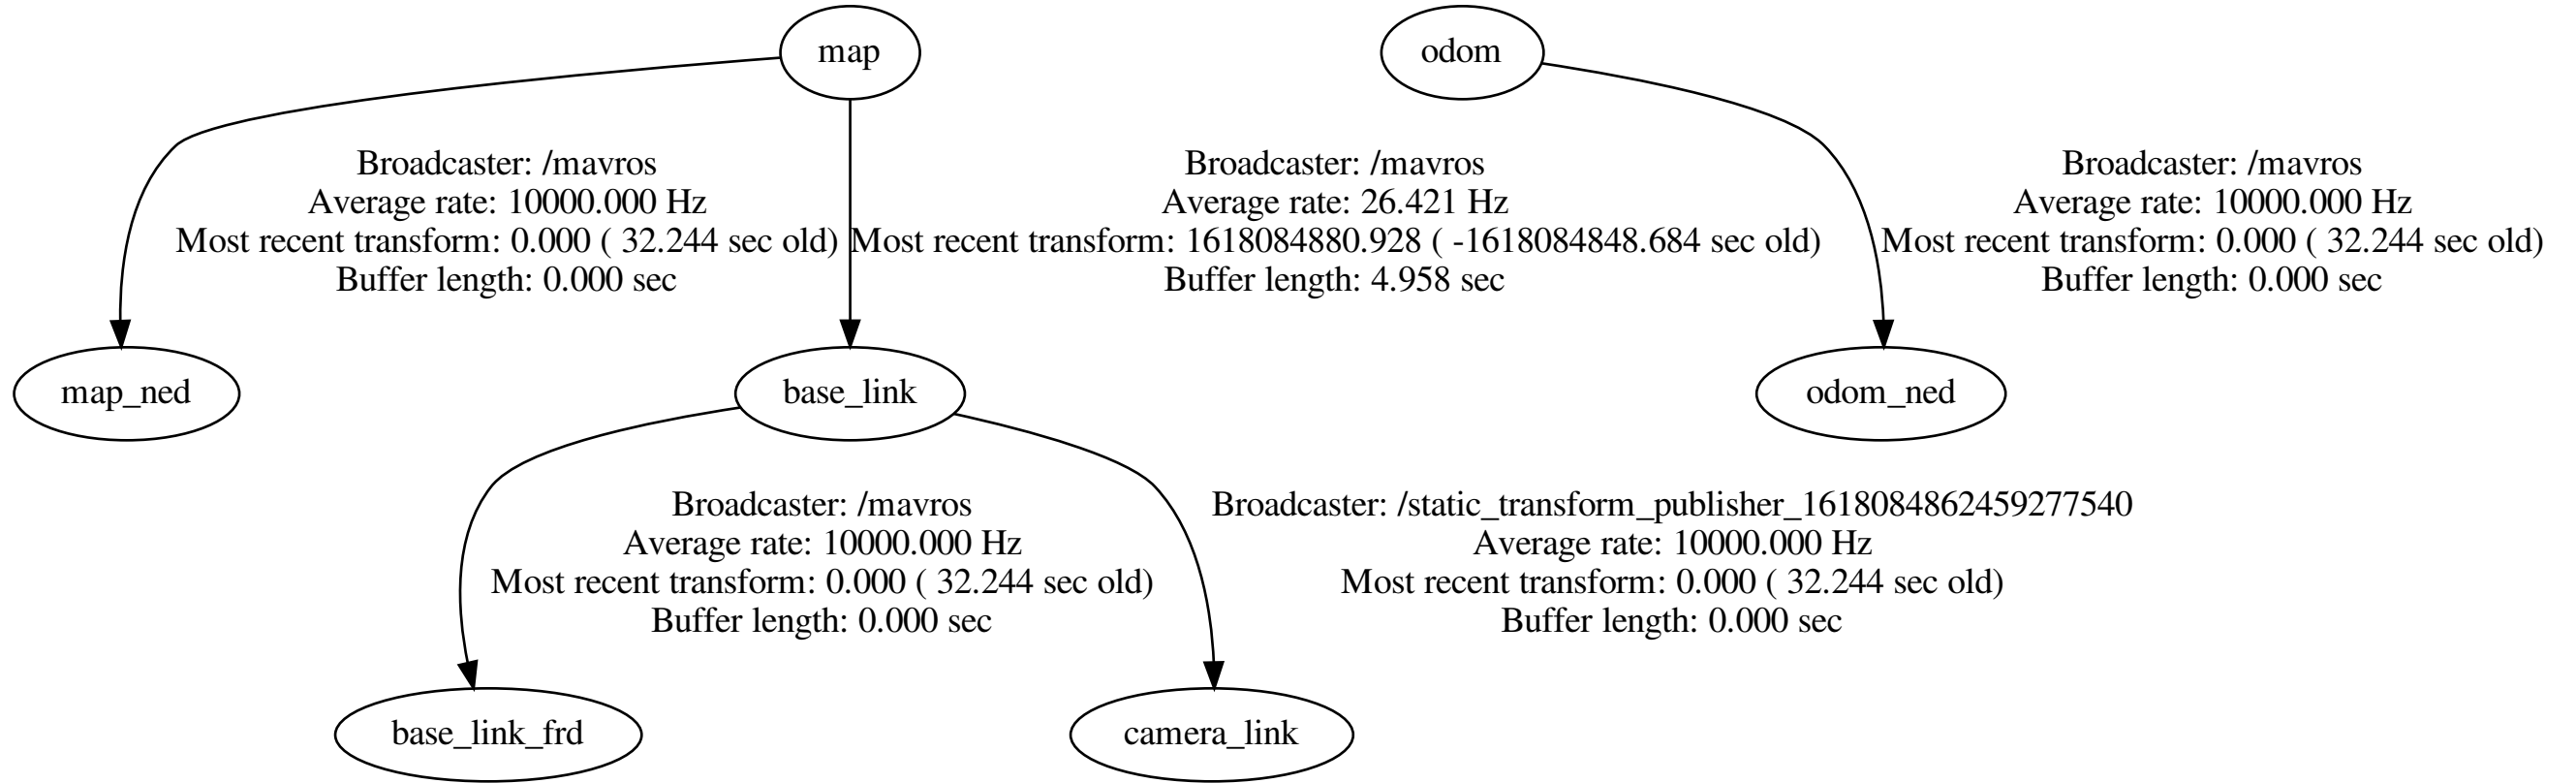 map
odom
Broadcaster: /mavros
Average rate: 10000.000 Hz
Most recent transform: 0.000 ( 32.244 sec old)
Buffer length: 0.000 sec
Broadcaster: /mavros
Average rate: 26.421 Hz
Most recent transform: 1618084880.928 ( -1618084848.684 sec old)
Buffer length: 4.958 sec
Broadcaster: /mavros
Average rate: 10000.000 Hz
Most recent transform: 0.000 ( 32.244 sec old)
Buffer length: 0.000 sec
map_ned
base_link
odom_ned
Broadcaster: /mavros
Average rate: 10000.000 Hz
Most recent transform: 0.000 ( 32.244 sec old)
Buffer length: 0.000 sec
Broadcaster: /static_transform_publisher_1618084862459277540
Average rate: 10000.000 Hz
Most recent transform: 0.000 ( 32.244 sec old)
Buffer length: 0.000 sec
base_link_frd
camera_link